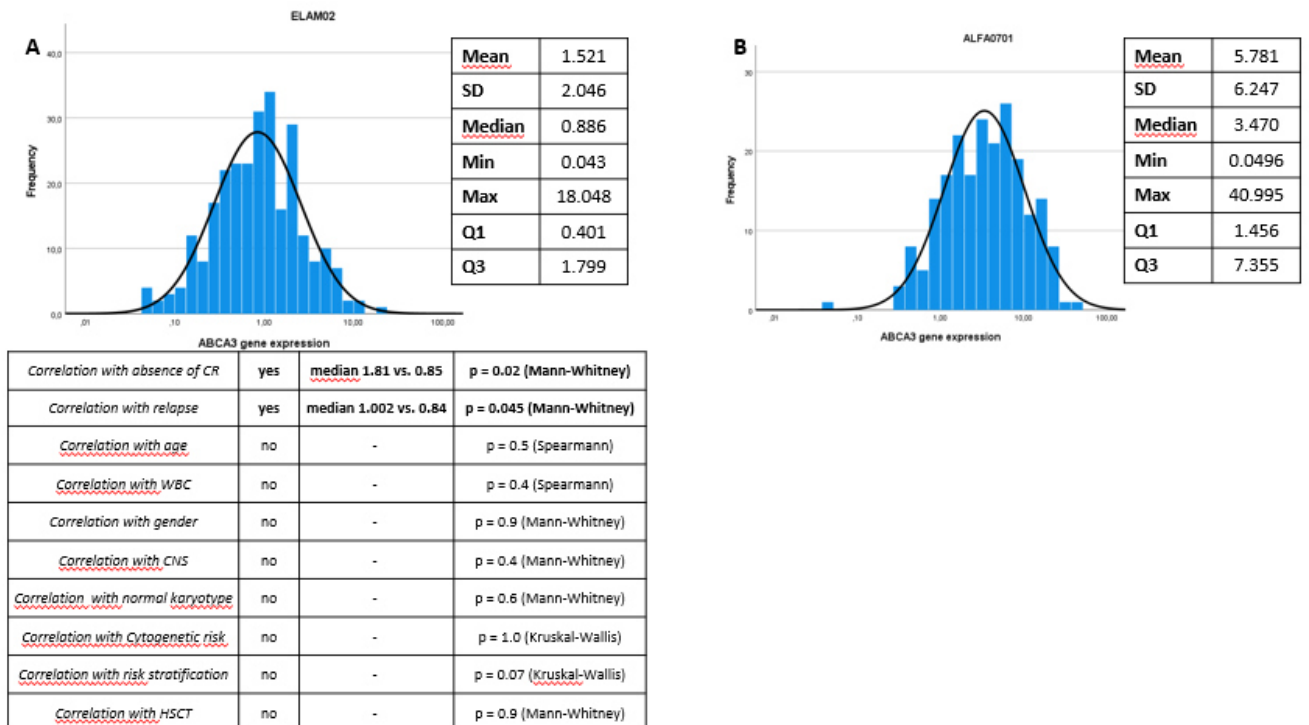 ELAM02
A
40,0
30,0
20,0
10,0
0,0
Frequency
,01 ,10 1,00 10,00 100,00
ABCA3 gene expression
Mean 1.521
SD 2.046
Median 0.886
Min 0.043
Max 18.048
Q1 0.401
Q3 1.799
ALFA0701
B
30
20
10
0
Frequency
,01 ,10 1,00 10,00 100,00
ABCA3 gene expression
Mean 5.781
SD 6.247
Median 3.470
Min 0.0496
Max 40.995
Q1 1.456
Q3 7.355
Correlation with absence of CR yes median 1.81 vs. 0.85 p = 0.02 (Mann-Whitney)
Correlation with relapse yes median 1.002 vs. 0.84 p = 0.045 (Mann-Whitney)
Correlation with age no - p = 0.5 (Spearmann)
Correlation with WBC no - p = 0.4 (Spearmann)
Correlation with gender no - p = 0.9 (Mann-Whitney)
Correlation with CNS no - p = 0.4 (Mann-Whitney)
Correlation with normal karyotype no - p = 0.6 (Mann-Whitney)
Correlation with Cytogenetic risk no - p = 1.0 (Kruskal-Wallis)
Correlation with risk stratification no - p = 0.07 (Kruskal-Wallis)
Correlation with HSCT no - p = 0.9 (Mann-Whitney)